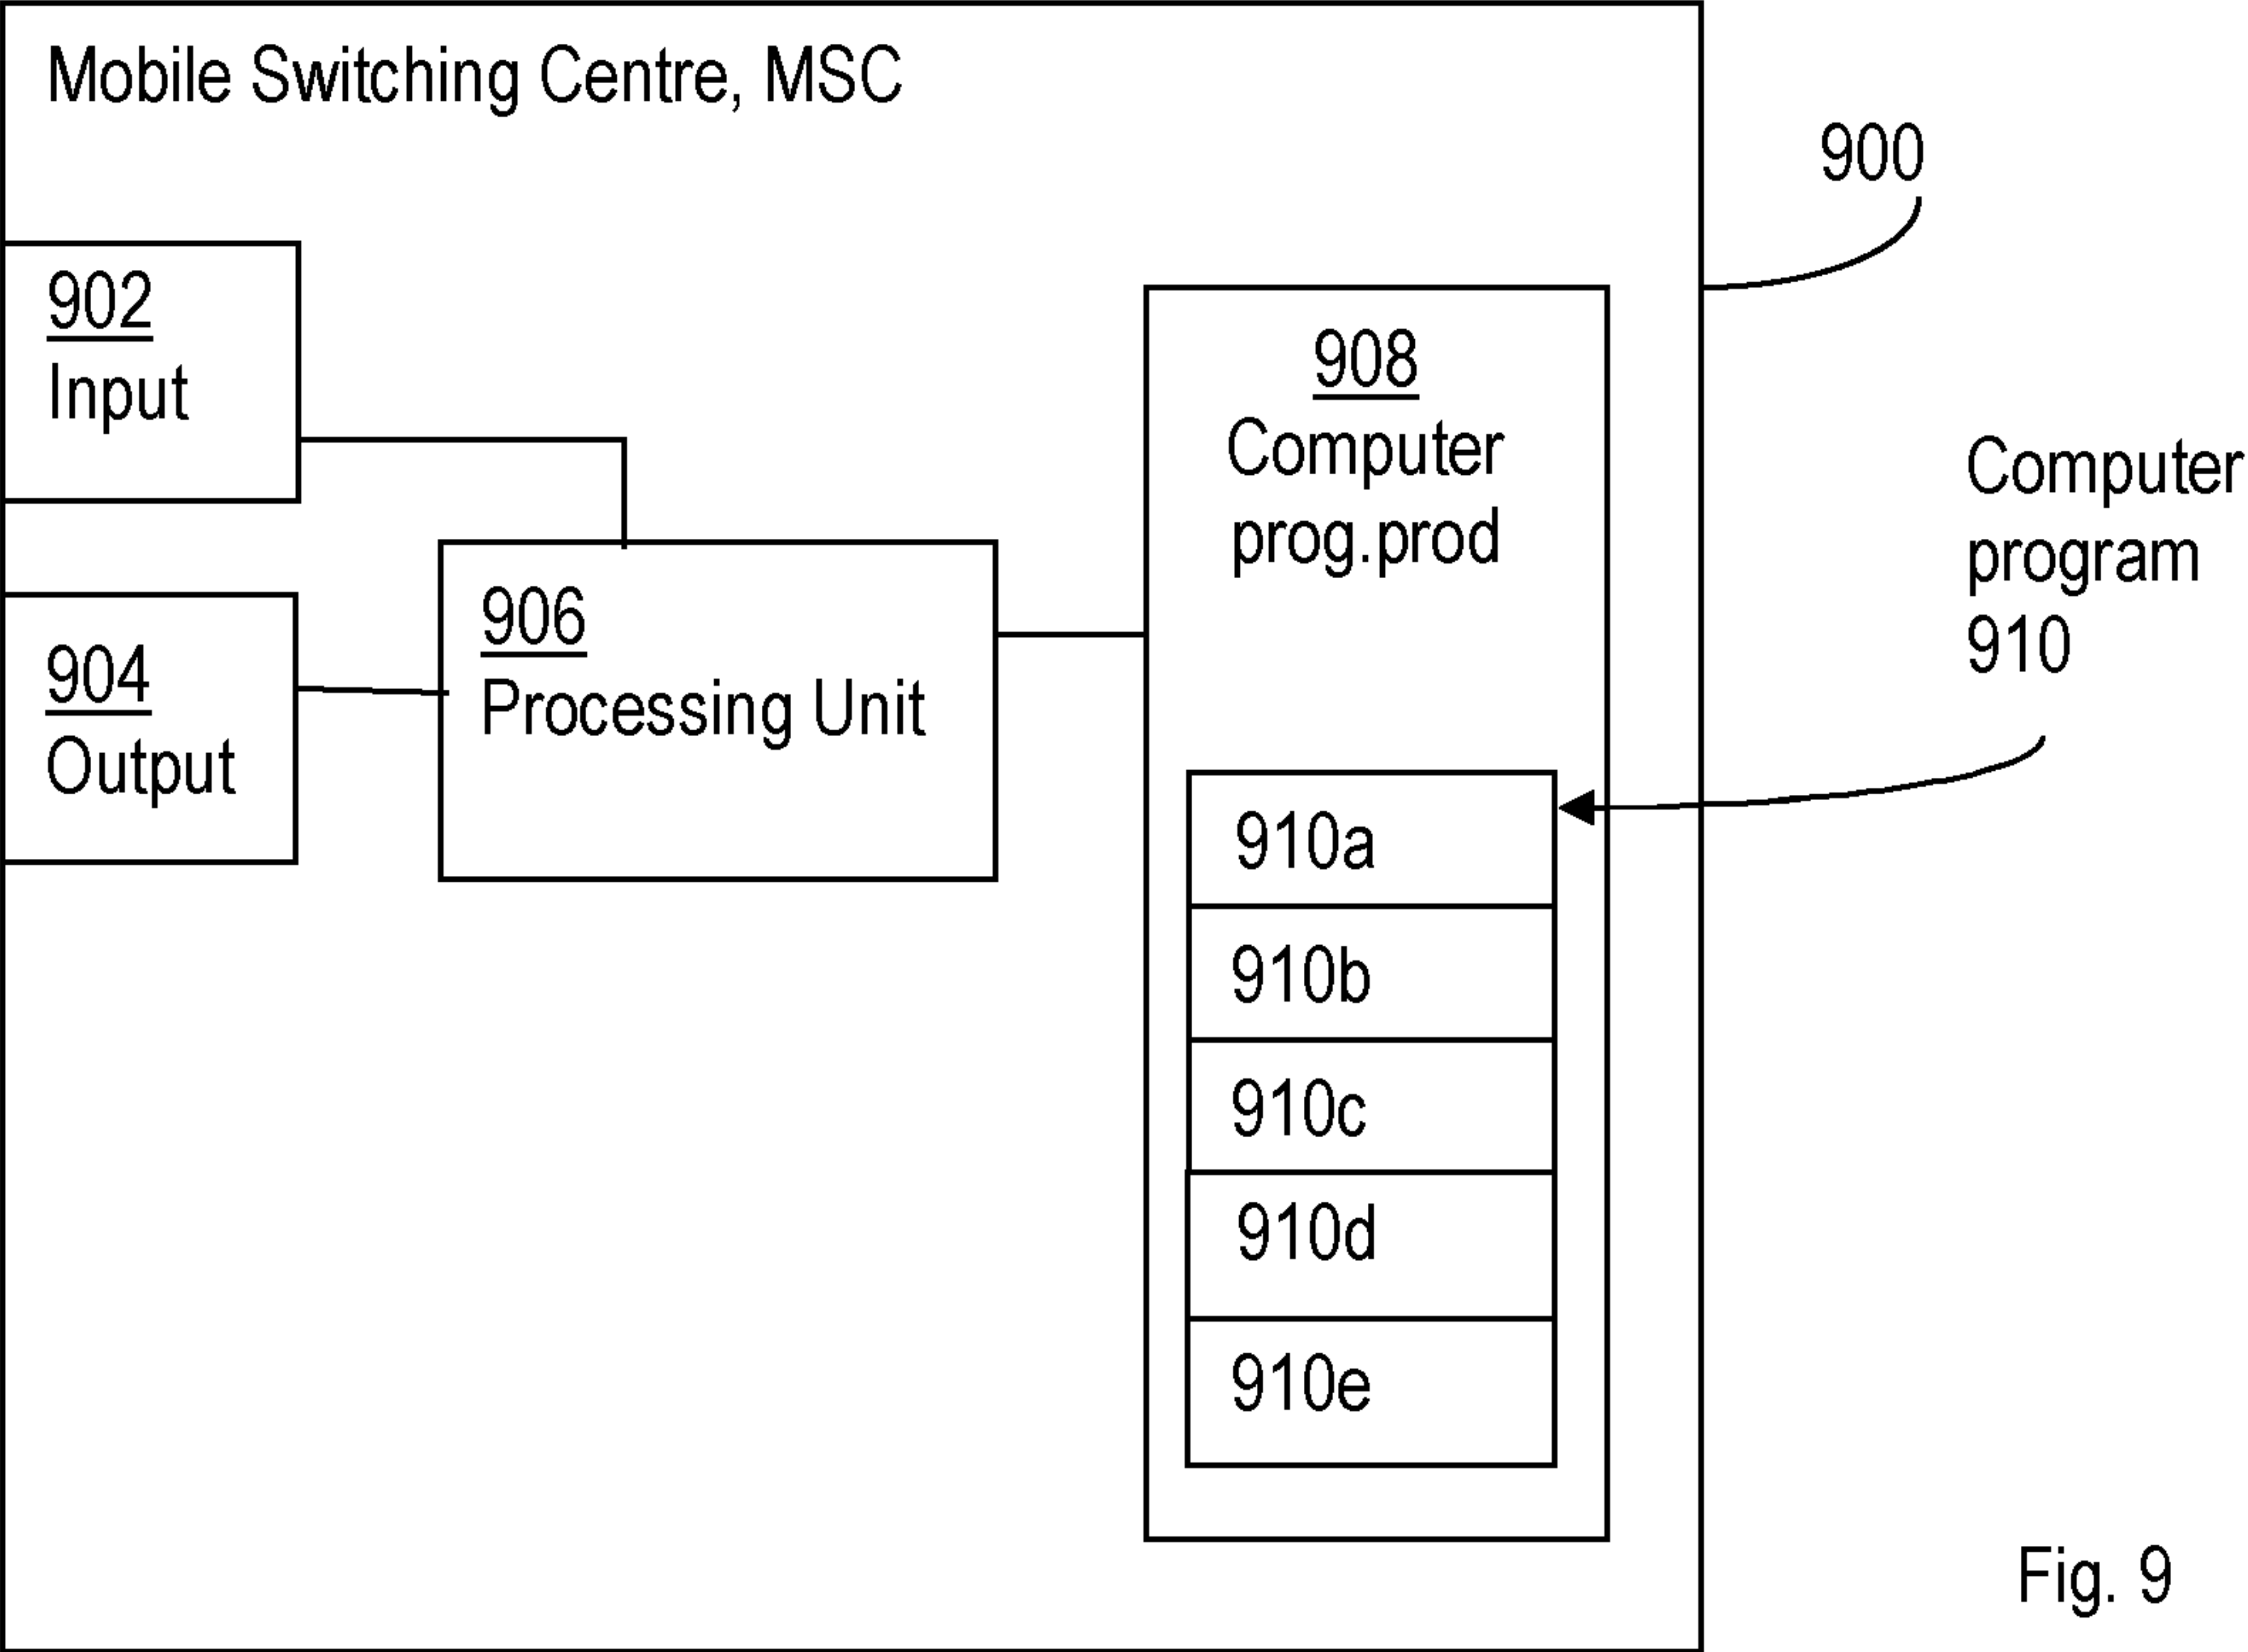 Mobile Switching Centre, MSC
900
902
Input
904
Output
906
Processing Unit
908
Computer
prog.prod
Computer
program
910
910a
910b
910c
910d
910e
Fig. 9